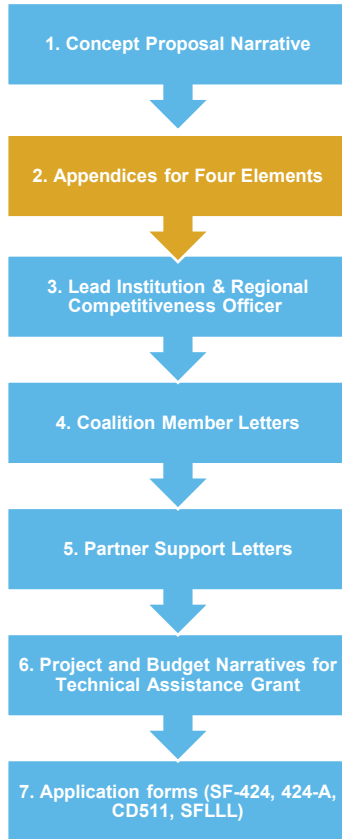 1. Concept Proposal Narrative
2. Appendices for Four Elements
3. Lead Institution & Regional
Competitiveness Officer
4. Coalition Member Letters
5. Partner Support Letters
6. Project and Budget Narratives for
Technical Assistance Grant
7. Application forms (SF-424, 424-A,
CD511, SFLLL)